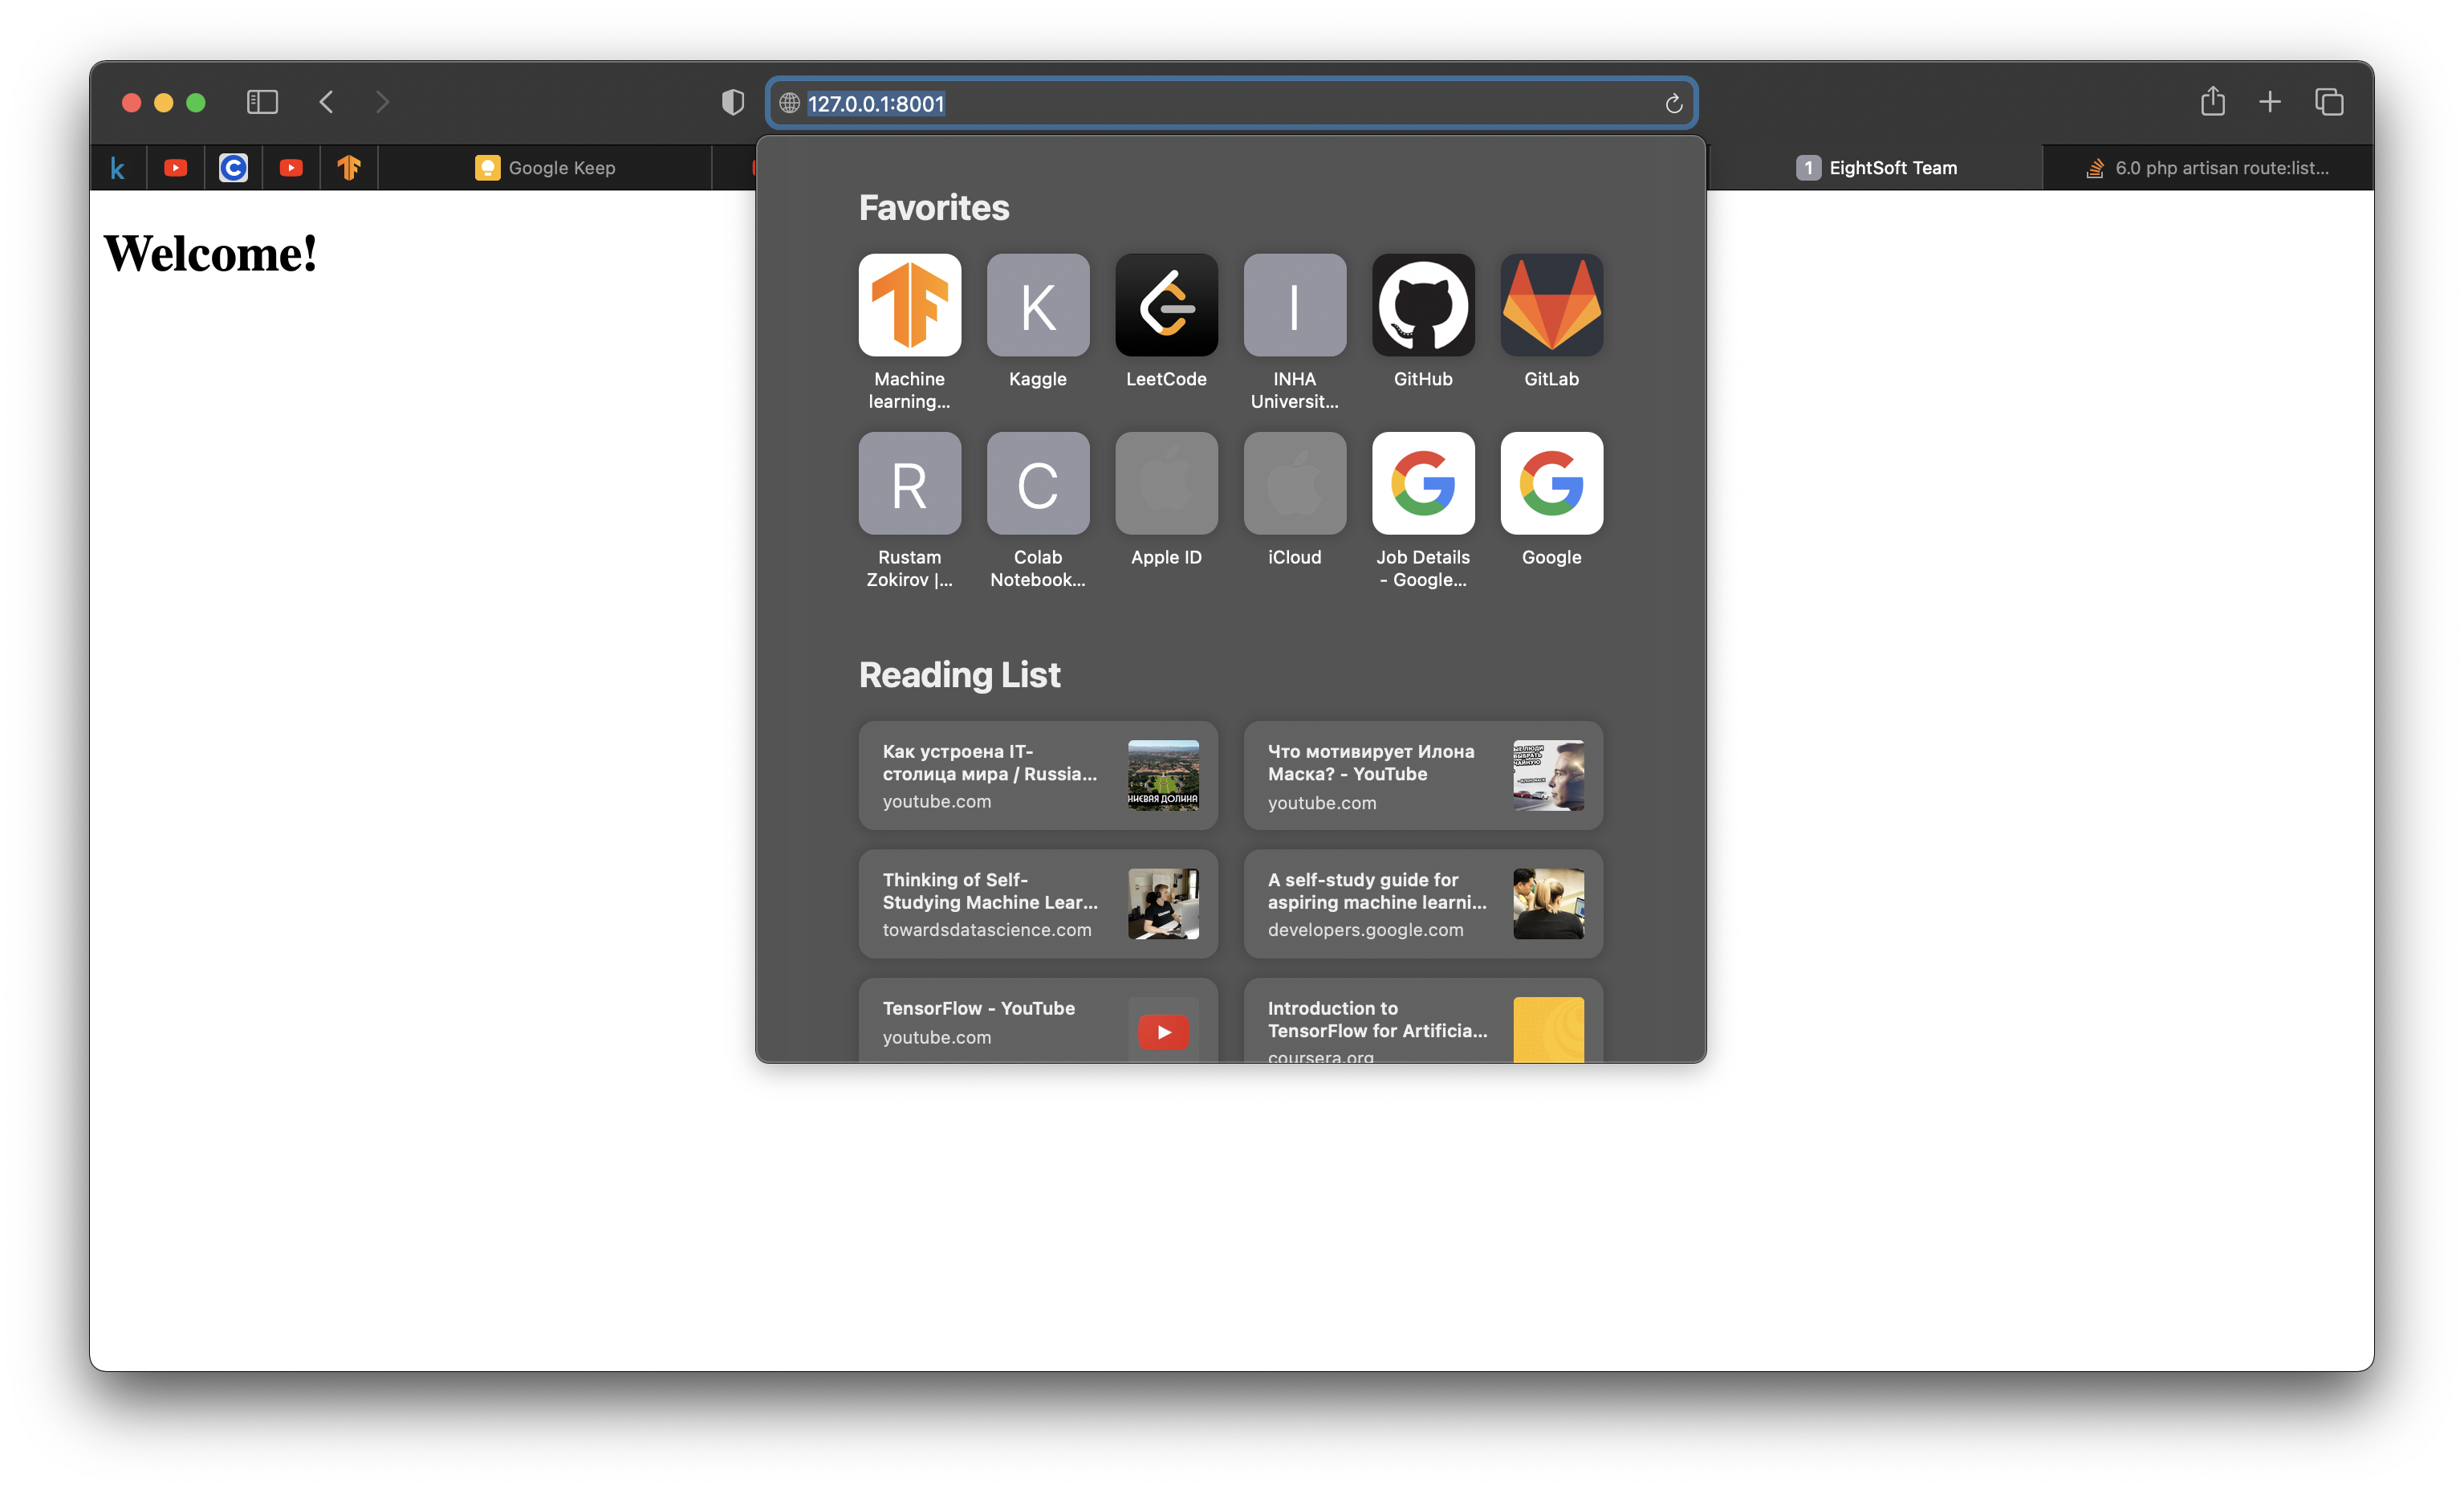 127.0.0.1:8001
k
Google Keep
1 EightSoft Team
6.0 php artisan route:list...
Welcome!
Favorites
K
I
Machine learning...
Kaggle
LeetCode
INHA Universit...
GitHub
GitLab
R
C
Rustam Zokirov |...
Colab Notebook...
Apple ID
iCloud
Job Details - Google...
Google
Reading List
Как устроена IT-
столица мира / Russia...
youtube.com
НИЕВАЯ ДОЛИНА
Что мотивирует Илона
Маска? - YouTube
youtube.com
Thinking of Self-
Studying Machine Lear...
towardsdatascience.com
A self-study guide for
aspiring machine learni...
developers.google.com
TensorFlow - YouTube
youtube.com
Introduction to
TensorFlow for Artificia...
coursera.org